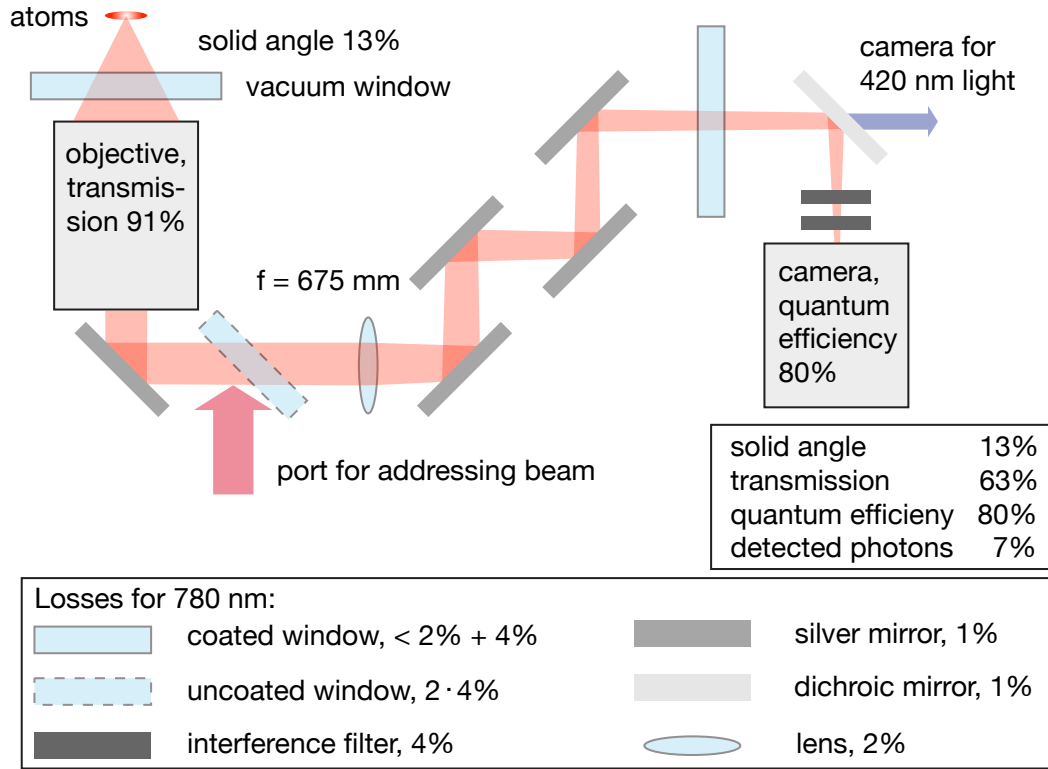 atoms
solid angle 13%
vacuum window
objective,
transmis-
sion 91%
f = 675 mm
port for addressing beam
camera for
420 nm light
camera,
quantum
efficiency
80%
solid angle 13%
transmission 63%
quantum efficieny 80%
detected photons 7%
Losses for 780 nm:
coated window, < 2% + 4%
uncoated window, 2 · 4%
interference filter, 4%
silver mirror, 1%
dichroic mirror, 1%
lens, 2%